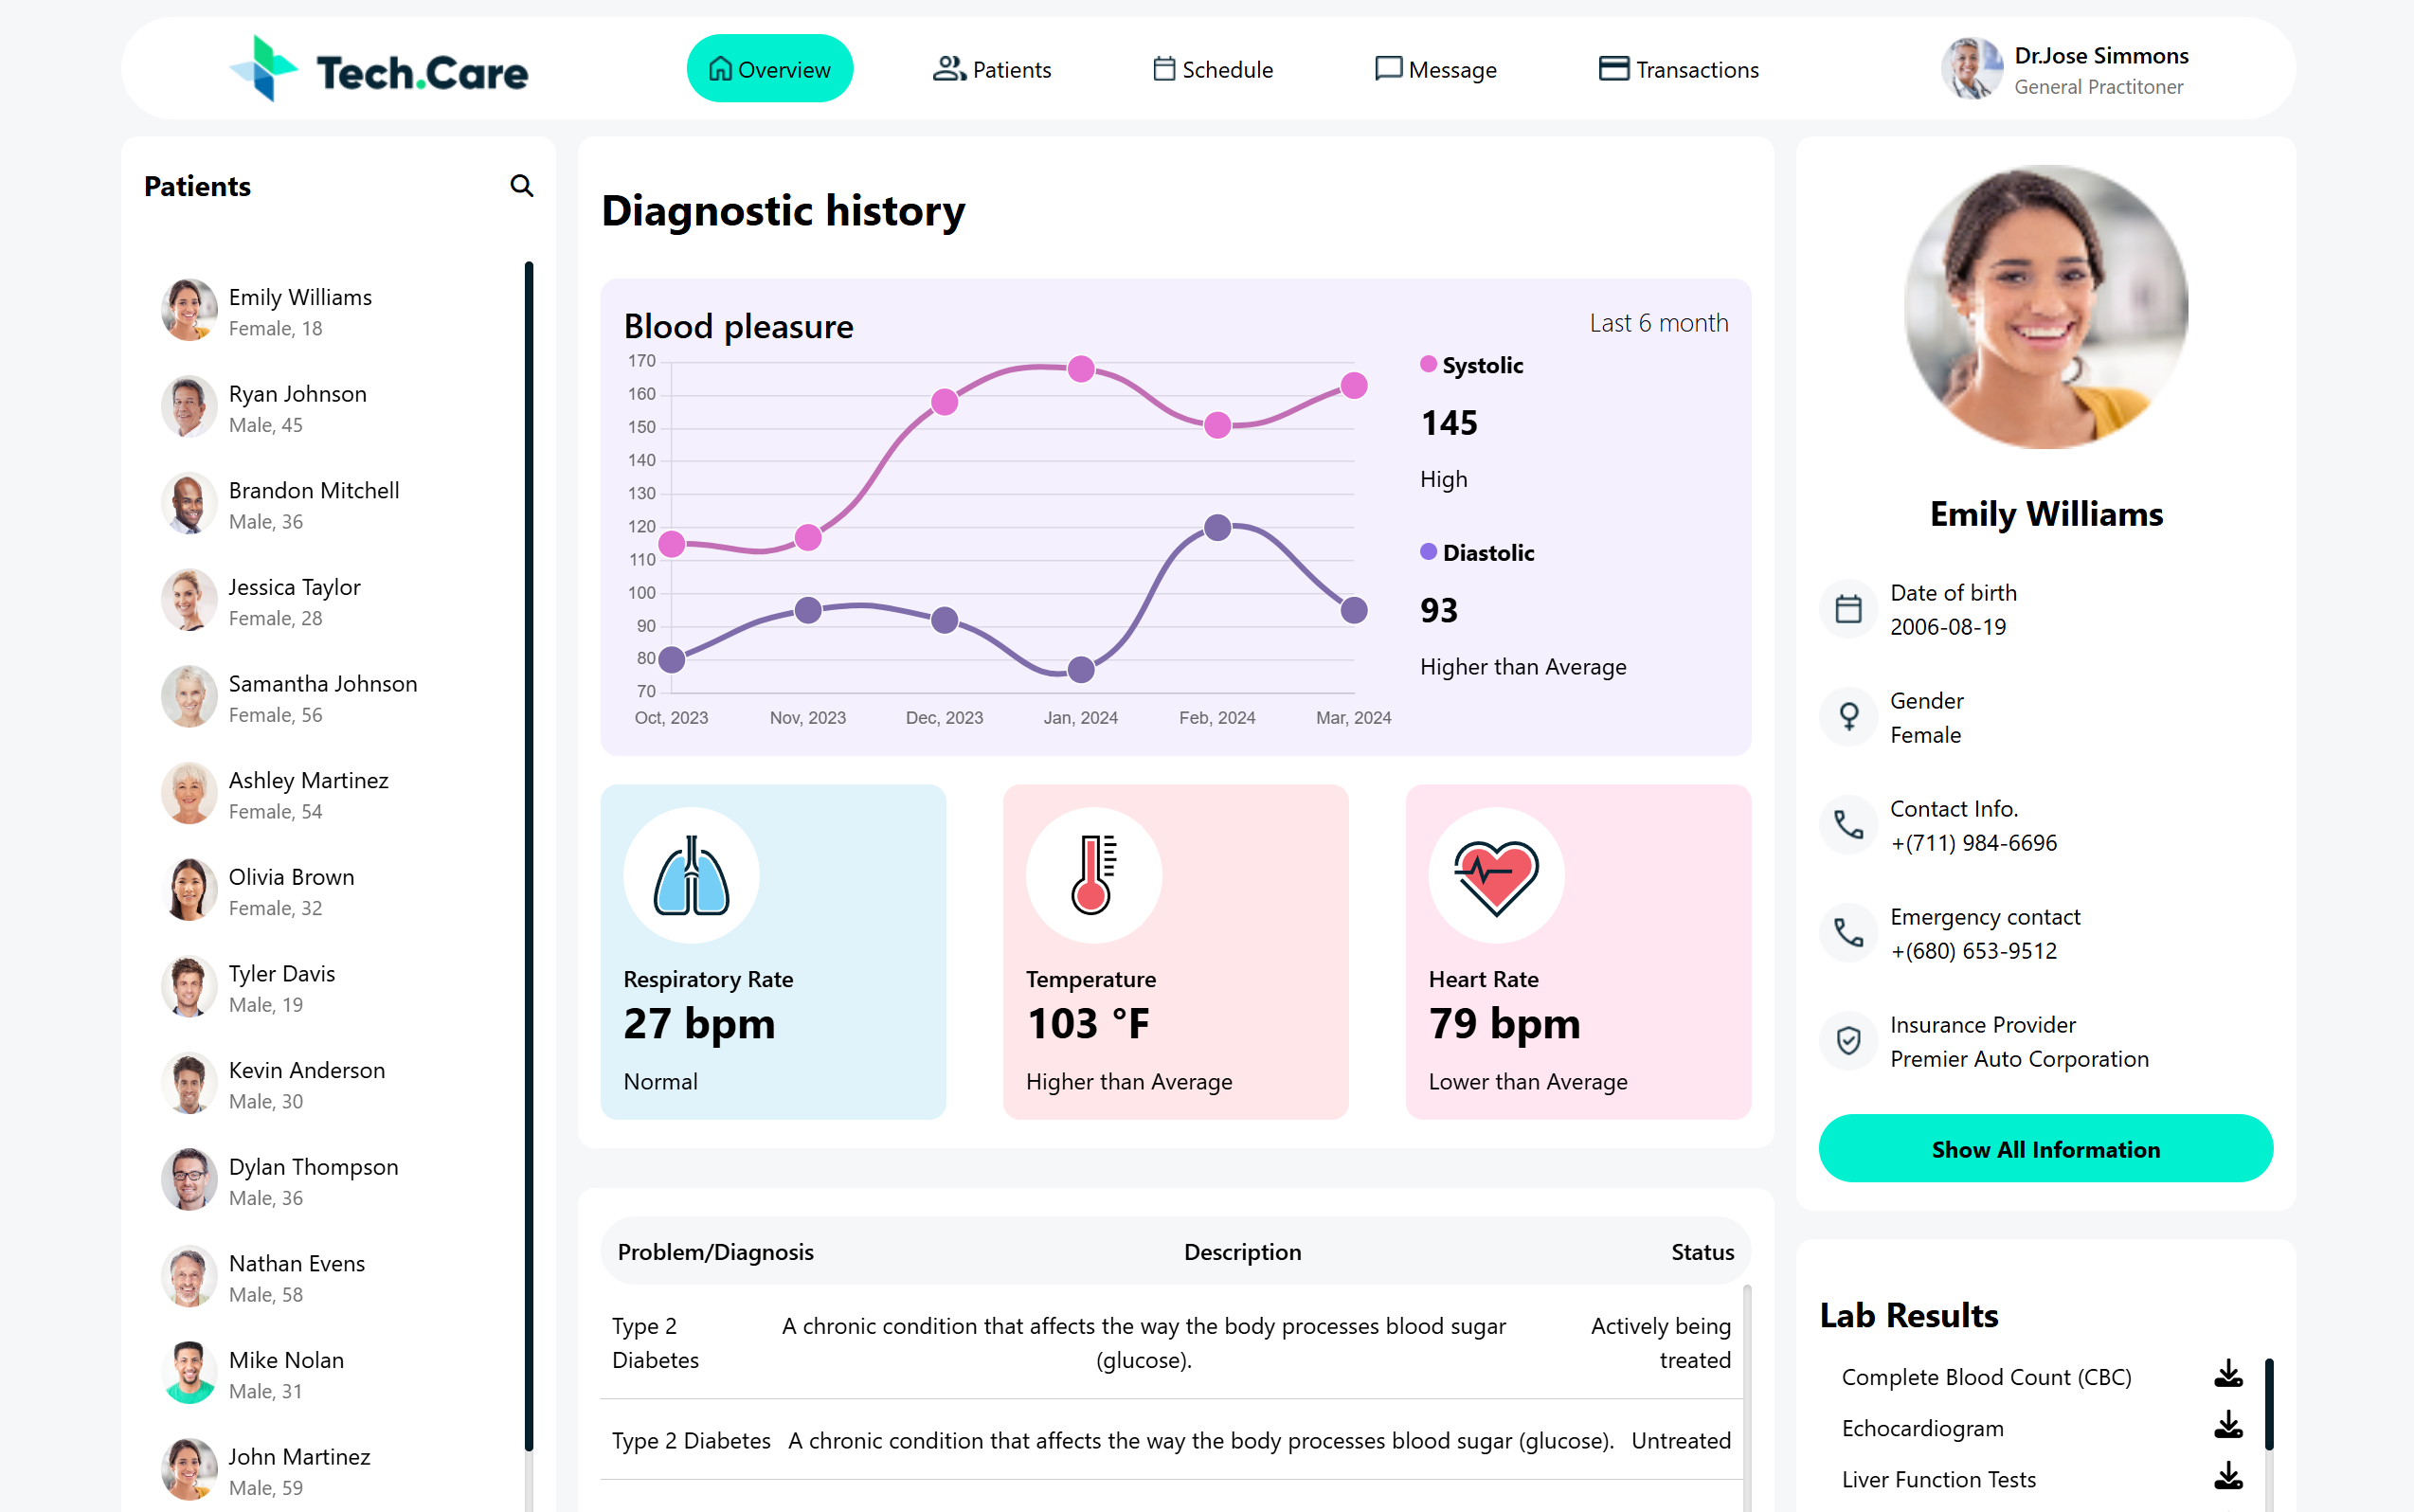 Tech.Care
Overview
Patients
Schedule
Message
Transactions
Dr.Jose Simmons
General Practitoner
Patients
Emily Williams
Female, 18
Ryan Johnson
Male, 45
Brandon Mitchell
Male, 36
Jessica Taylor
Female, 28
Samantha Johnson
Female, 56
Ashley Martinez
Female, 54
Olivia Brown
Female, 32
Tyler Davis
Male, 19
Kevin Anderson
Male, 30
Dylan Thompson
Male, 36
Nathan Evens
Male, 58
Mike Nolan
Male, 31
John Martinez
Male, 59
Diagnostic history
Blood pleasure
Last 6 month
170
160
150
140
130
120
110
100
90
80
70
Oct, 2023
Nov, 2023
Dec, 2023
Jan, 2024
Feb, 2024
Mar, 2024
Systolic
145
High
Diastolic
93
Higher than Average
Respiratory Rate
27 bpm
Normal
Temperature
103 °F
Higher than Average
Heart Rate
79 bpm
Lower than Average
Problem/Diagnosis
Description
Status
Type 2
Diabetes
A chronic condition that affects the way the body processes blood sugar
(glucose).
Actively being
treated
Type 2 Diabetes
A chronic condition that affects the way the body processes blood sugar (glucose).
Untreated
Emily Williams
Date of birth
2006-08-19
Gender
Female
Contact Info.
+(711) 984-6696
Emergency contact
+(680) 653-9512
Insurance Provider
Premier Auto Corporation
Show All Information
Lab Results
Complete Blood Count (CBC)
Echocardiogram
Liver Function Tests